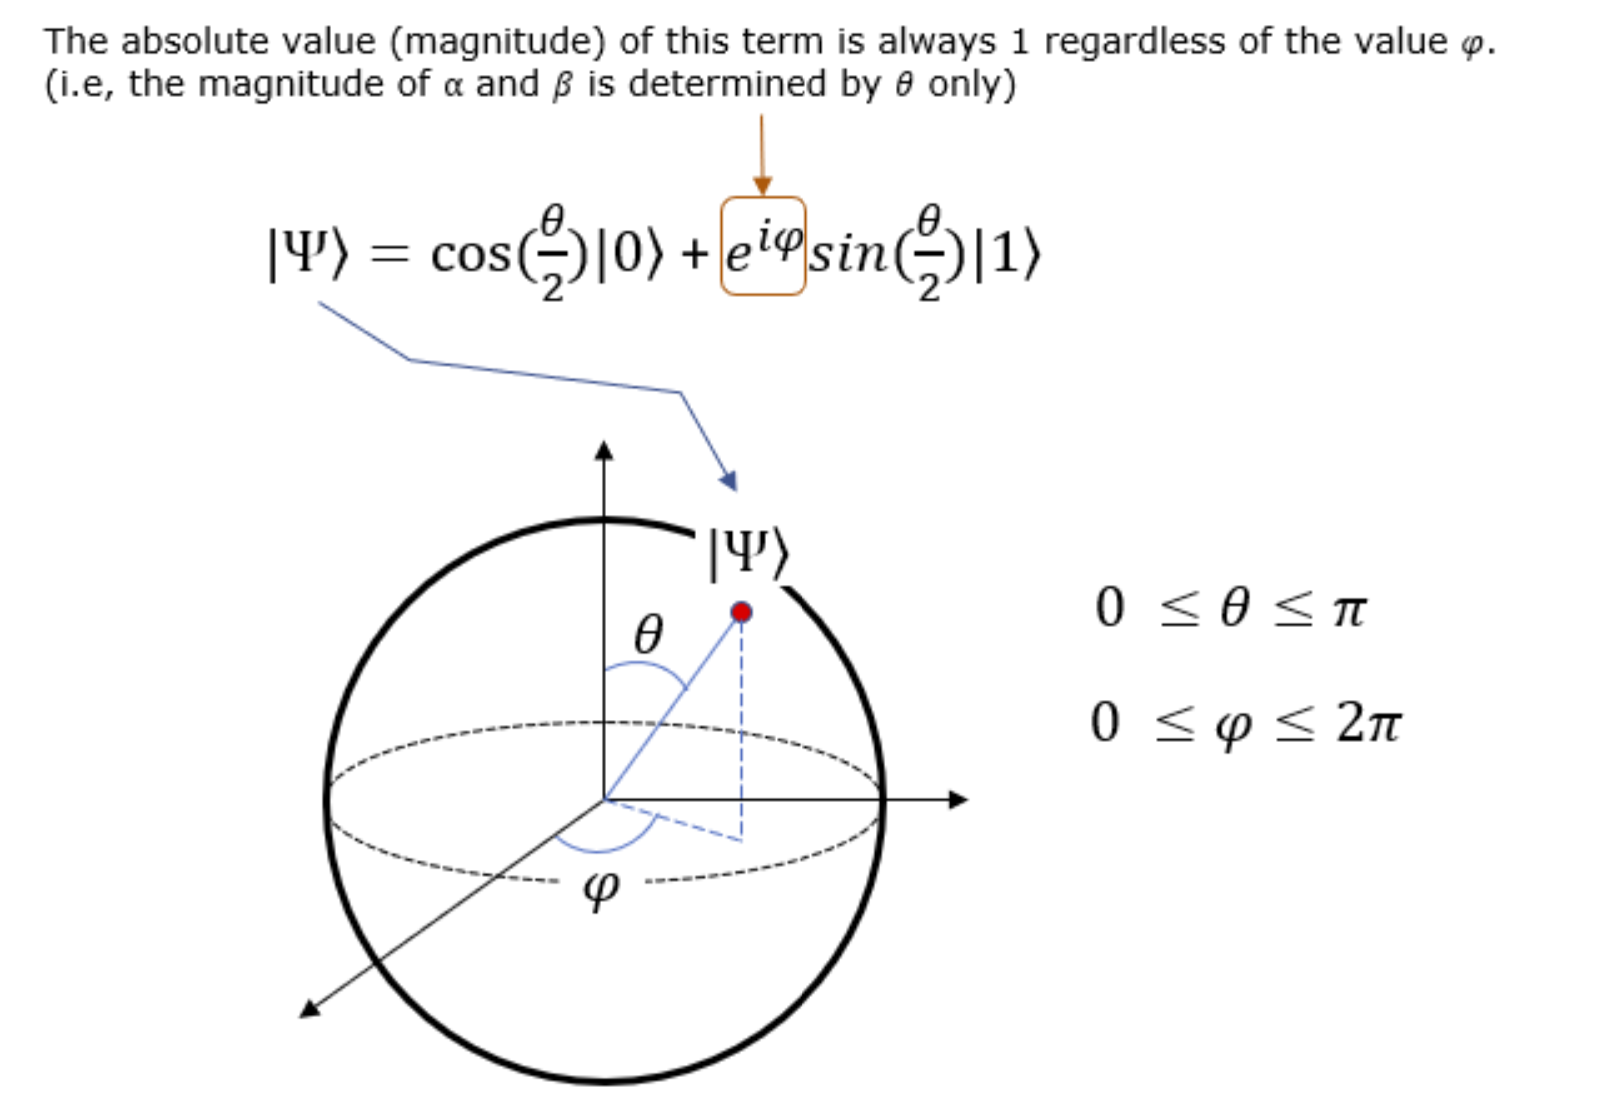 The absolute value (magnitude) of this term is always 1 regardless of the value φ.
(i.e, the magnitude of α and β is determined by θ only)
|Ψ⟩ = cos(θ/2)|0⟩ + e^{iφ}sin(θ/2)|1⟩
|Ψ⟩
θ
0 ≤ θ ≤ π
0 ≤ φ ≤ 2π
φ